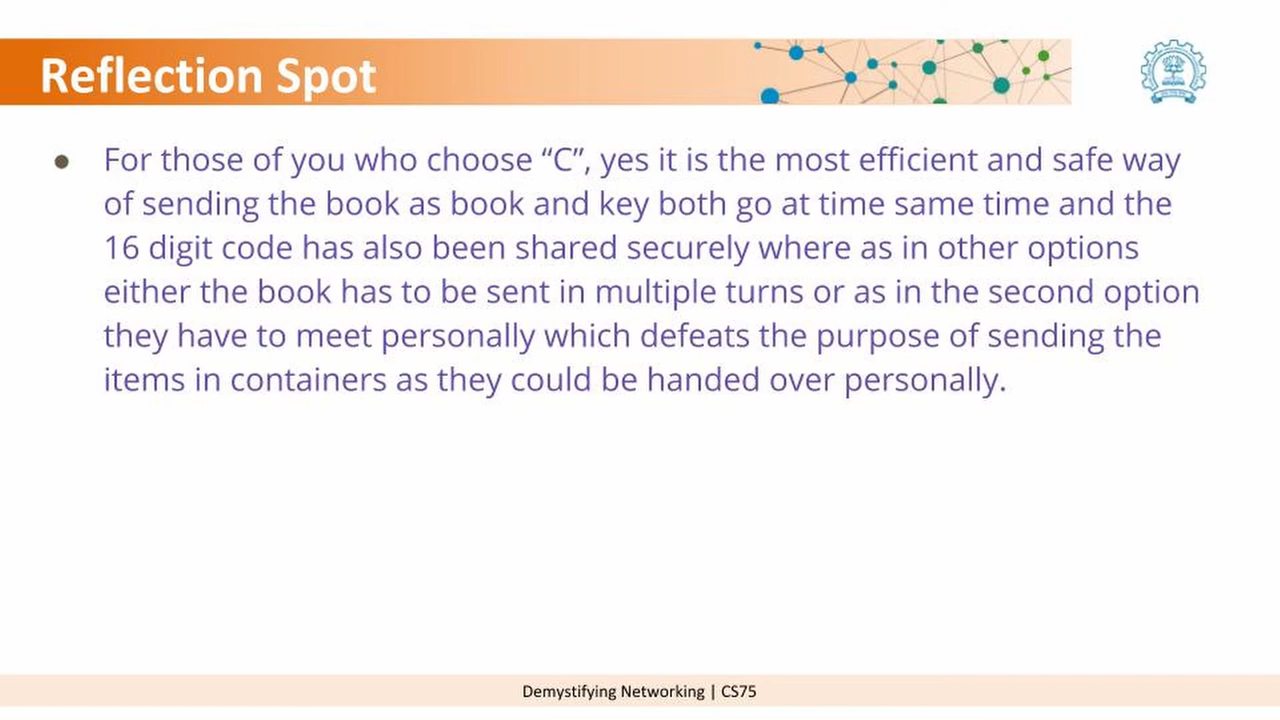 Reflection Spot
● For those of you who choose “C”, yes it is the most efficient and safe way
of sending the book as book and key both go at time same time and the
16 digit code has also been shared securely where as in other options
either the book has to be sent in multiple turns or as in the second option
they have to meet personally which defeats the purpose of sending the
items in containers as they could be handed over personally.
Demystifying Networking | CS75